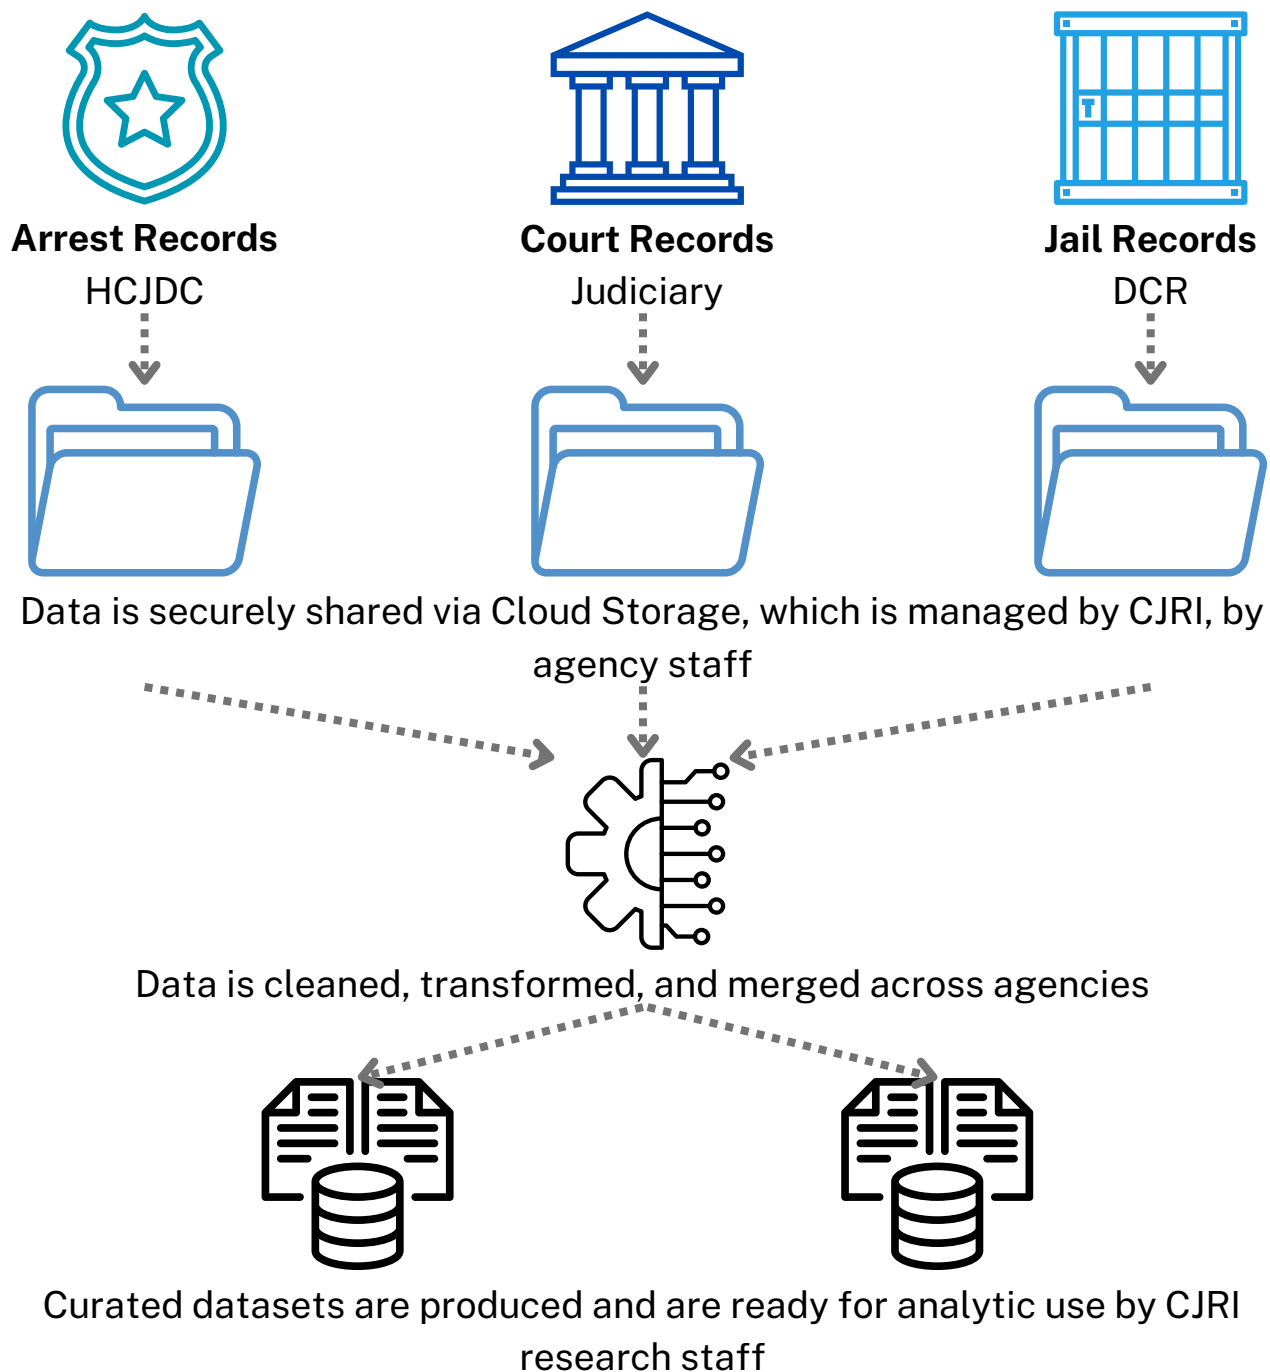 Arrest Records
Court Records
Jail Records
HCJDC
Judiciary
DCR
Data is securely shared via Cloud Storage, which is managed by CJRI, by
agency staff
Data is cleaned, transformed, and merged across agencies
Curated datasets are produced and are ready for analytic use by CJRI
research staff